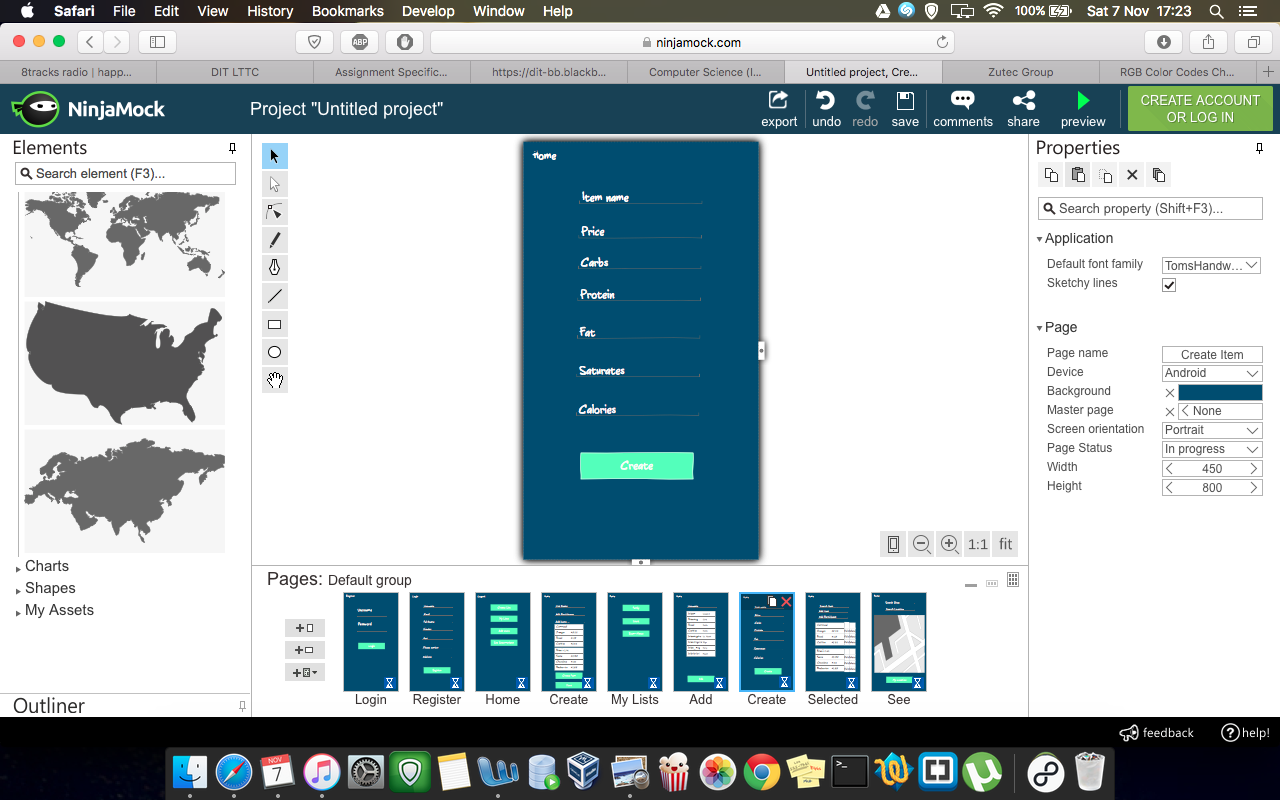 Safari File Edit View History Bookmarks Develop Window Help 100% Sat 7 Nov 17:23
ABP ninjamock.com
8tracks radio | happ... DIT LTTC Assignment Specific... https://dit-bb.blackb... Computer Science (I... Untitled project, Cre... Zutec Group RGB Color Codes Ch...
NinjaMock Project "Untitled project" export undo redo save comments share preview CREATE ACCOUNT
OR LOG IN
Elements
Search element (F3)...
Charts
Shapes
My Assets
Outliner
Home
Item name
Price
Carbs
Protein
Fat
Saturates
Calories
Create
1:1 fit
Properties
Search property (Shift+F3)...
Application
Default font family TomsHandw...
Sketchy lines
Page
Page name Create Item
Device Android
Background
Master page None
Screen orientation Portrait
Page Status In progress
Width 450
Height 800
Pages: Default group
Username
Password
Login Register Home Create My Lists Add Create Selected See
feedback help!
NOV
7